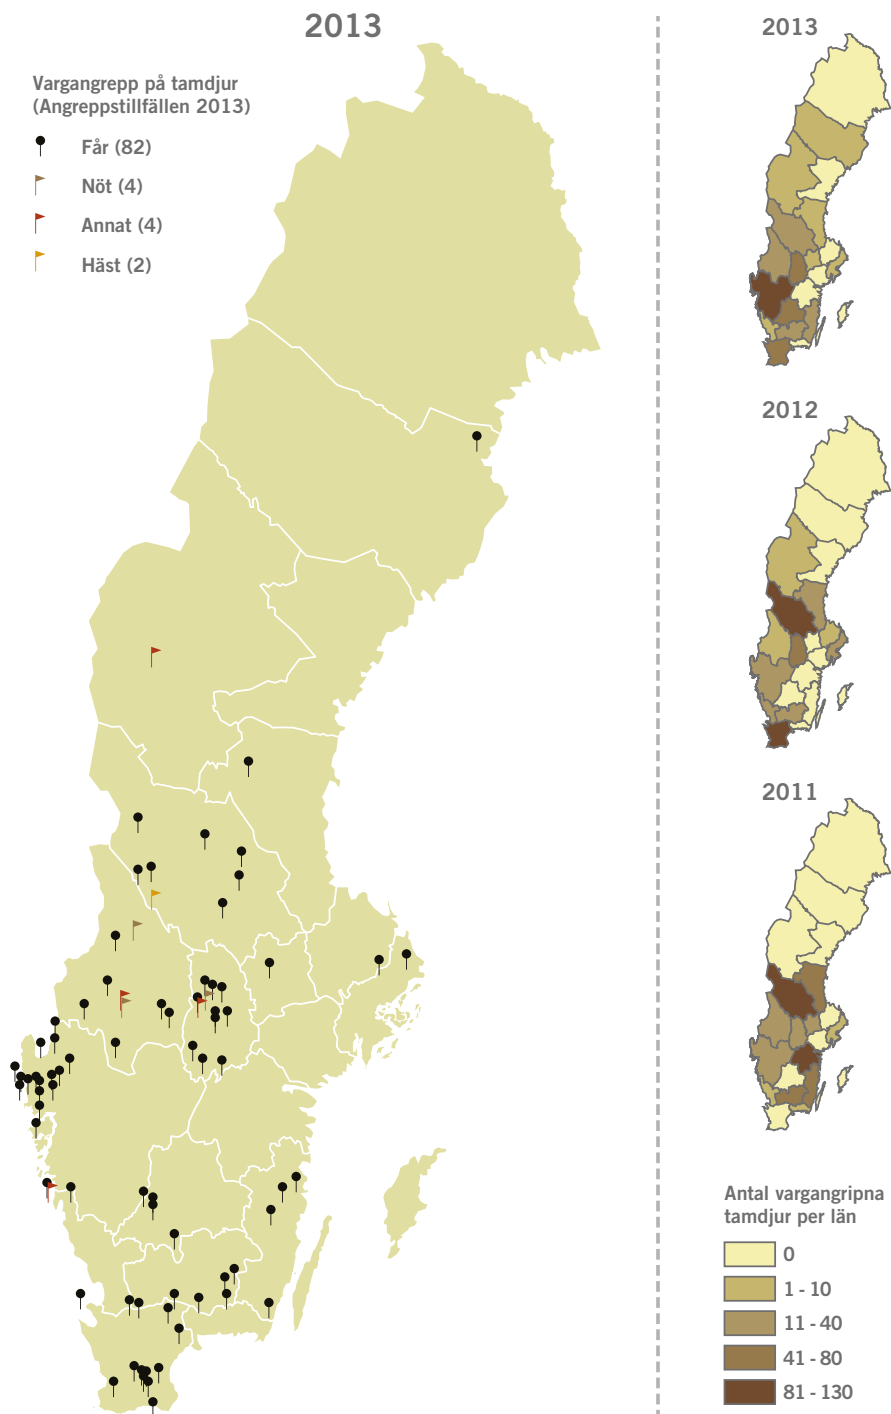 2013
Vargangrepp på tamdjur
(Angreppstillfällen 2013)
Får (82)
Nöt (4)
Annat (4)
Häst (2)
2013
2012
2011
Antal vargangripna
tamdjur per län
0
1 - 10
11 - 40
41 - 80
81 - 130